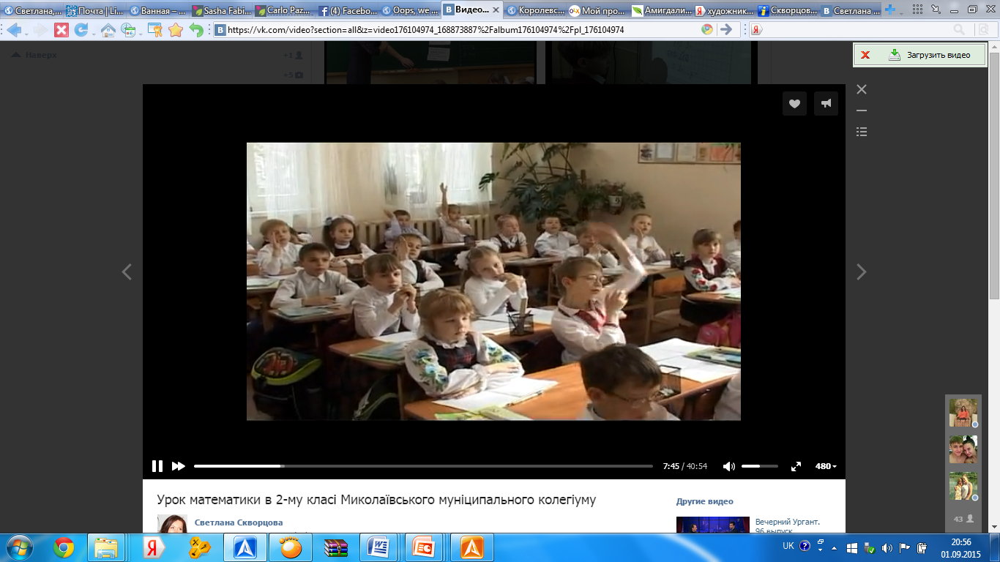 Светлана,...
Почта | Li...
Ванная – ...
Sasha Fabi...
Carlo Paz...
(4) Facebo...
Oops, we ...
Видео...
Королевс...
Мой про...
Амигдали...
художник...
Скворцов...
Светлана ...
https://vk.com/video?section=all&z=video176104974_168873887%2Falbum176104974%2Fpl_176104974
Наверх
+1
+5
Загрузить видео
7:45 / 40:54
480
Урок математики в 2-му класі Миколаївського муніципального колегіуму
Светлана Скворцова
Другие видео
Вечерний Ургант.
96 выпуск
43
UK
20:56
01.09.2015